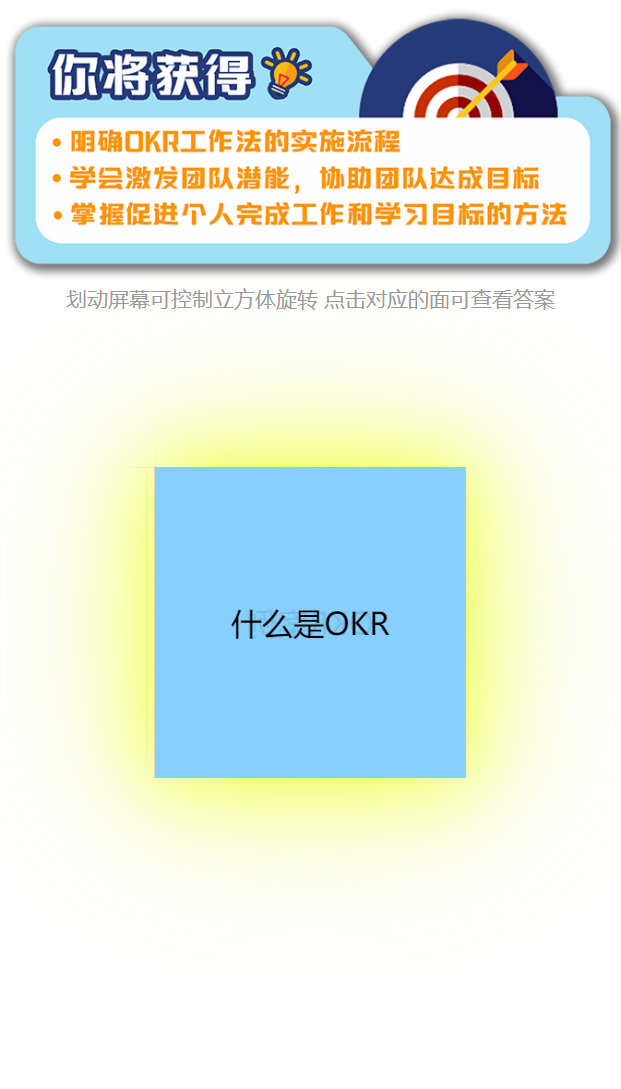 你将获得
• 明确OKR工作法的实施流程
• 学会激发团队潜能，协助团队达成目标
• 掌握促进个人完成工作和学习目标的方法
划动屏幕可控制立方体旋转 点击对应的面可查看答案
什么是OKR